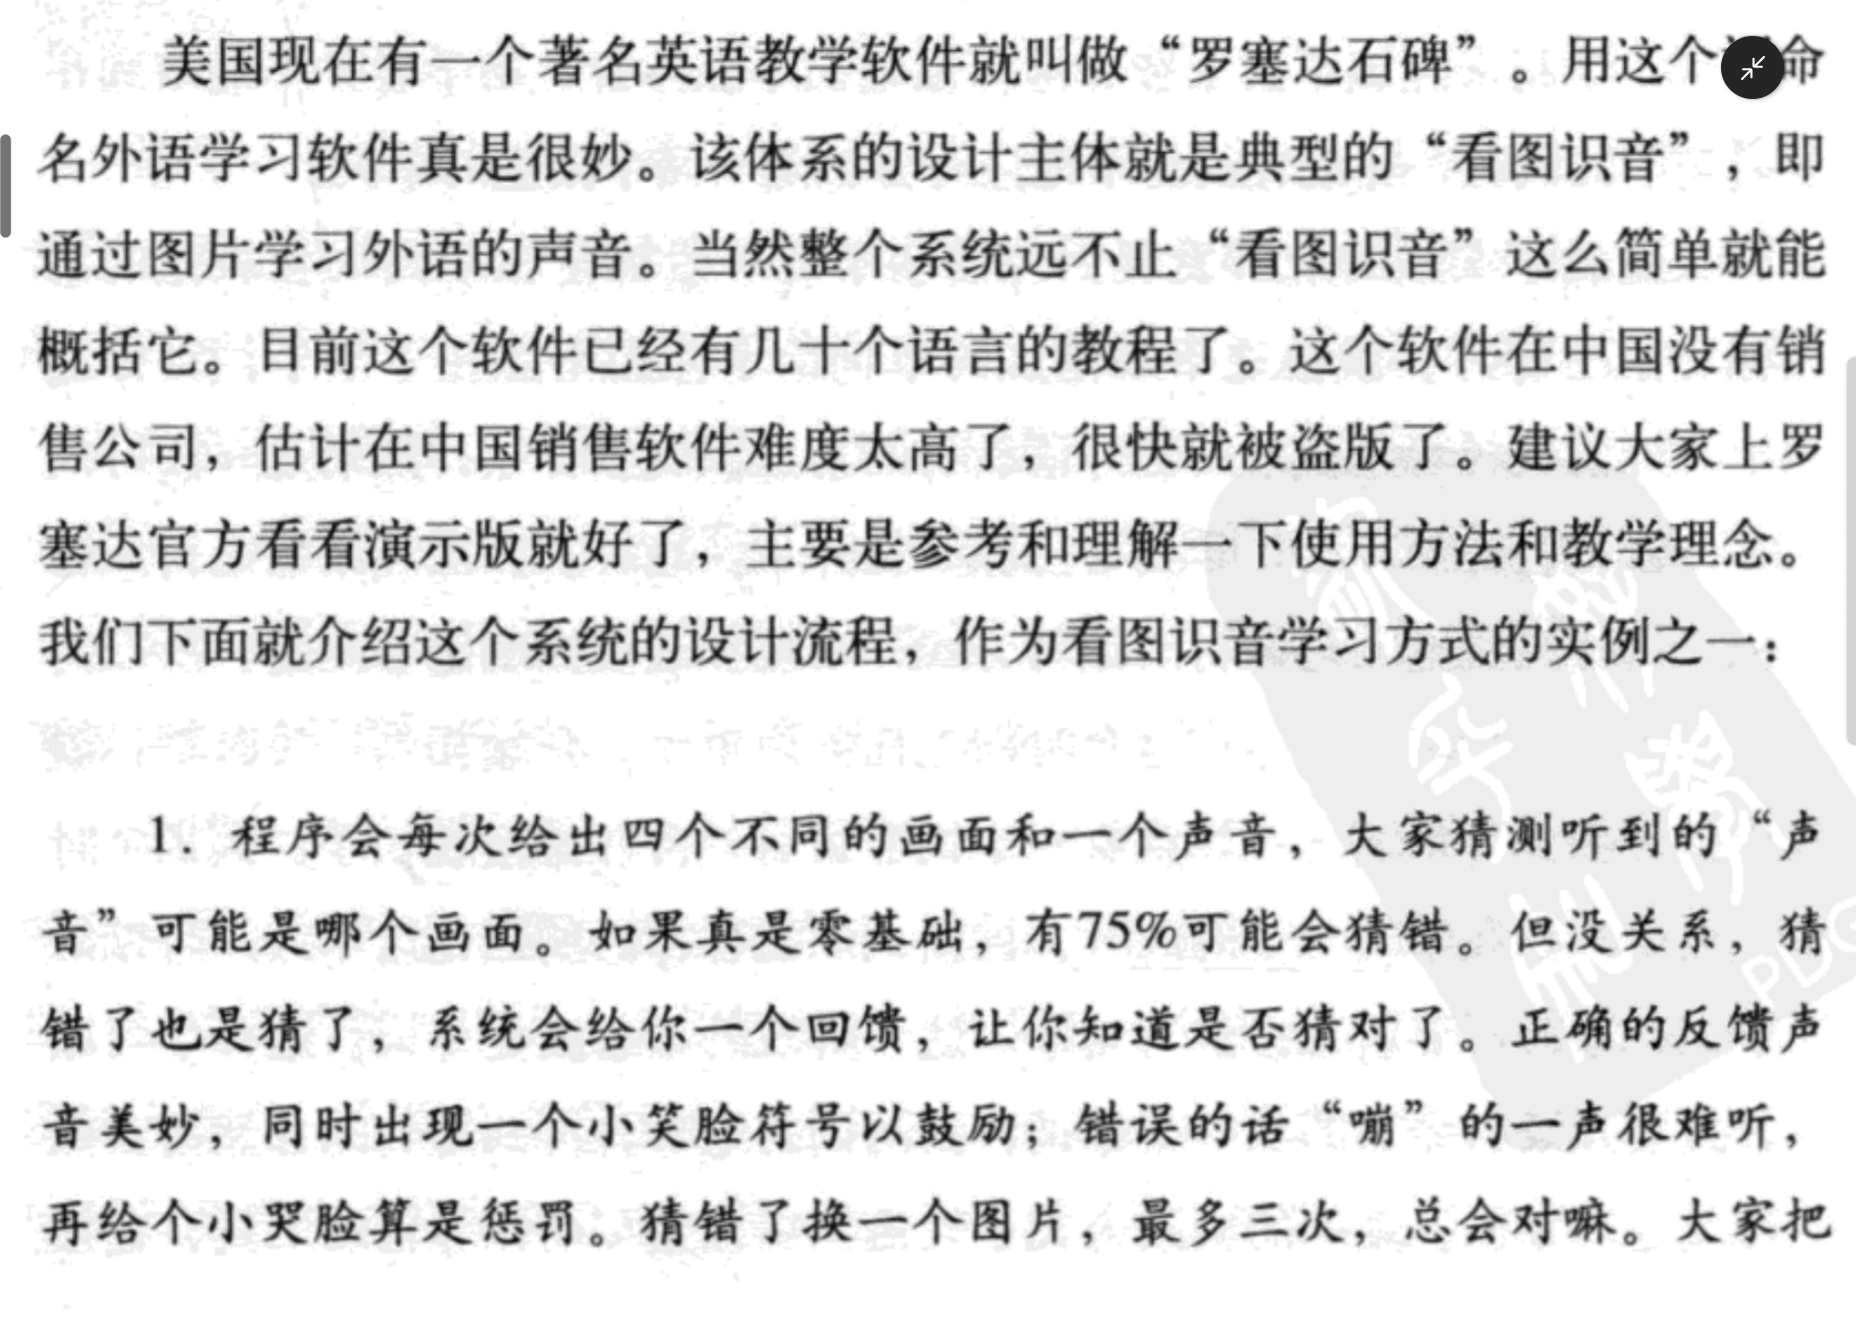 美国现在有一个著名英语教学软件就叫做“罗塞达石碑”。用这个 命
名外语学习软件真是很妙。该体系的设计主体就是典型的“看图识音”，即
通过图片学习外语的声音。当然整个系统远不止“看图识音”这么简单就能
概括它。目前这个软件已经有几十个语言的教程了。这个软件在中国没有销
售公司，估计在中国销售软件难度太高了，很快就被盗版了。建议大家上罗
塞达官方看看演示版就好了，主要是参考和理解一下使用方法和教学理念。
我们下面就介绍这个系统的设计流程，作为看图识音学习方式的实例之一：
1. 程序会每次给出四个不同的画面和一个声音，大家猜测听到的“声
音”可能是哪个画面。如果真是零基础，有75%可能会猜错。但没关系，猜
错了也是猜了，系统会给你一个回馈，让你知道是否猜对了。正确的反馈声
音美妙，同时出现一个小笑脸符号以鼓励；错误的话“嘣”的一声很难听，
再给个小哭脸算是惩罚。猜错了换一个图片，最多三次，总会对嘛。大家把
PDG